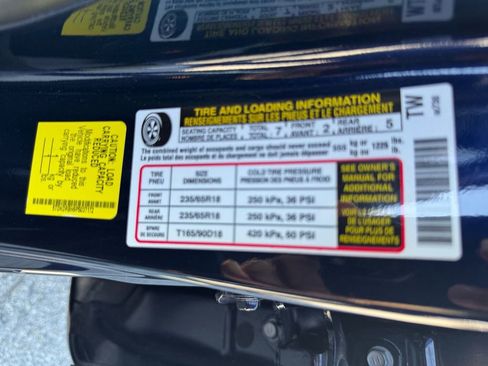 TIRE AND LOADING INFORMATION
RENSEIGNEMENTS SUR LES PNEUS ET LE CHARGEMENT
SEATING CAPACITY TOTAL 7 FRONT 2 REAR 5
NOMBRE DE PLACES TOTAL AVANT ARRIÈRE
The combined weight of occupants and cargo should never exceed 555 kg or 1225 lbs.
Le poids total des occupants et du chargement ne doit jamais dépasser
TIRE
PNEU
SIZE
DIMENSIONS
COLD TIRE PRESSURE
PRESSION DES PNEUS À FROID
FRONT
AVANT
235/65R18
250 kPa, 36 PSI
REAR
ARRIÈRE
235/65R18
250 kPa, 36 PSI
SPARE
DE SECOURS
T165/90D18
420 kPa, 60 PSI
SEE OWNER'S
MANUAL FOR
ADDITIONAL
INFORMATION
VOIR LE MANUEL
DE L'USAGER
POUR PLUS DE
RENSEIGNEMENTS
TW
CAUTION: LOAD
CARRYING CAPACITY
REDUCED